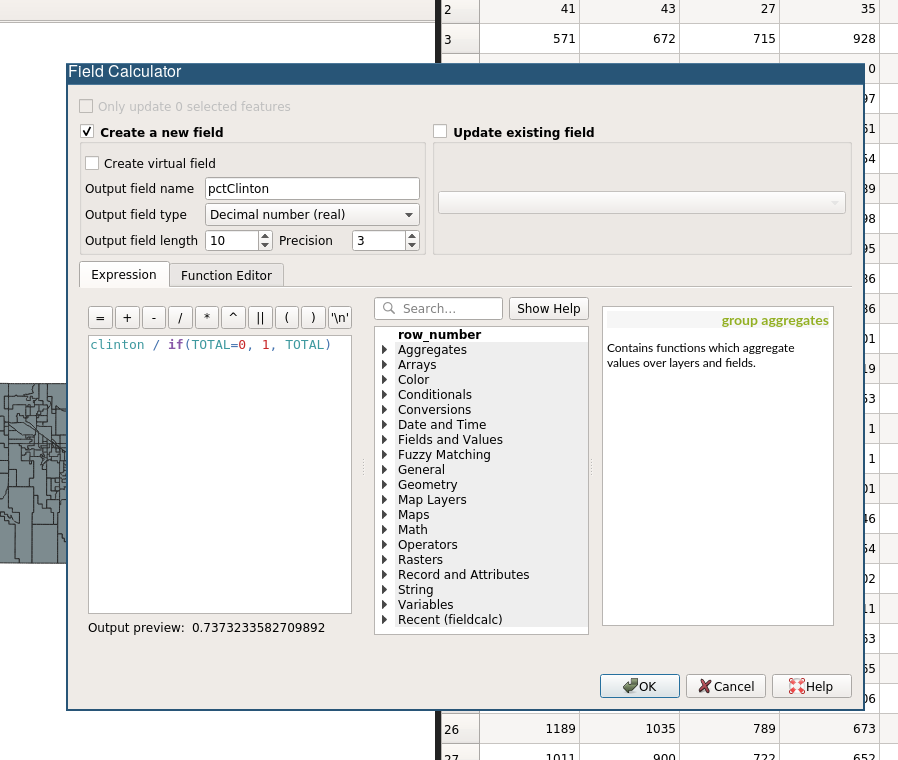 2 41 43 27 35
3 571 672 715 928
Field Calculator
0
Only update 0 selected features
97
Create a new field
Update existing field
61
Create virtual field
54
Output field name pctClinton
89
Output field type Decimal number (real)
98
Output field length 10 Precision 3
95
Expression Function Editor
86
= + - / * ^ || ( ) '\n'
Search... Show Help
86
clinton / if(TOTAL=0, 1, TOTAL)
row_number
Aggregates
Arrays
Color
Conditionals
Conversions
Date and Time
Fields and Values
Fuzzy Matching
General
Geometry
Map Layers
Maps
Math
Operators
Rasters
Record and Attributes
String
Variables
Recent (fieldcalc)
group aggregates
Contains functions which aggregate
values over layers and fields.
01
19
53
1
1
01
46
54
02
11
Output preview: 0.7373233582709892
63
65
OK Cancel Help
06
26 1189 1035 789 673
27 1011 900 722 652